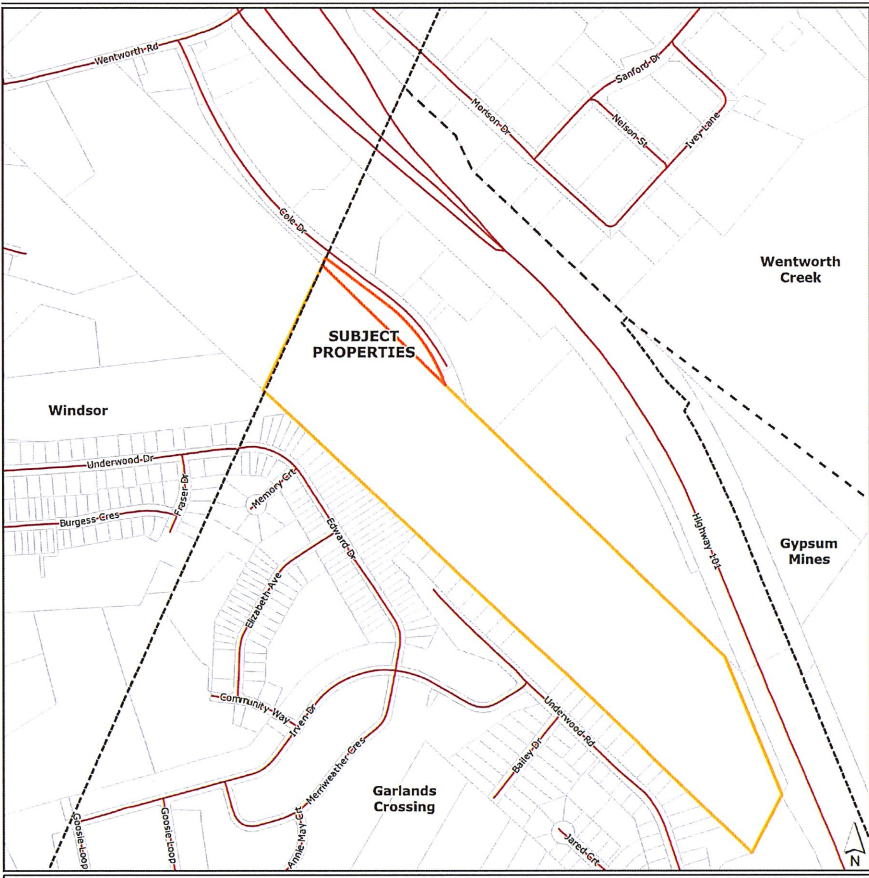 Wentworth Rd
Sanford Dr
Morison Dr
Nelson St
Ivey Lane
Cole Dr
Wentworth
Creek
SUBJECT
PROPERTIES
Windsor
Underwood Dr
Fraser Dr
Memory Crt
Burgess Cres
Edward Dr
Highway 101
Gypsum
Mines
Elizabeth Ave
Community Way
Irven Dr
Underwood Rd
Bailey Dr
Merriweather Cres
Garlands
Crossing
Goosie Loop
Goosie Loop
Annie May Crt
Jared Crt
N